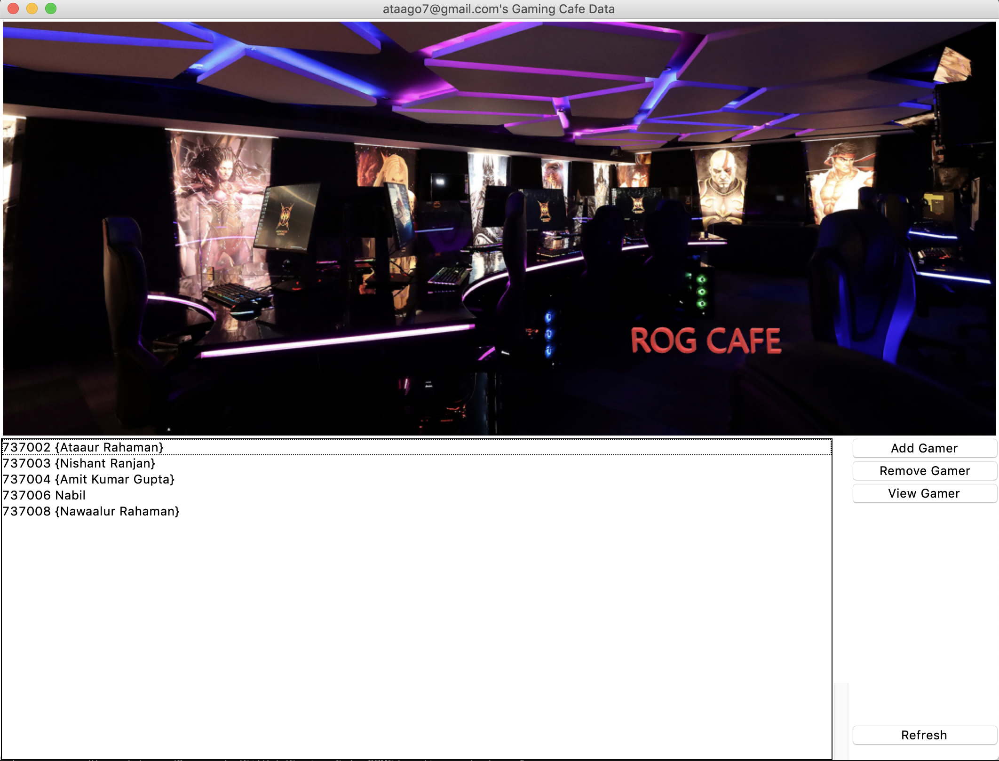 ataago7@gmail.com's Gaming Cafe Data
ROG CAFE
737002 {Ataaur Rahaman}
737003 {Nishant Ranjan}
737004 {Amit Kumar Gupta}
737006 Nabil
737008 {Nawaalur Rahaman}
Add Gamer
Remove Gamer
View Gamer
Refresh